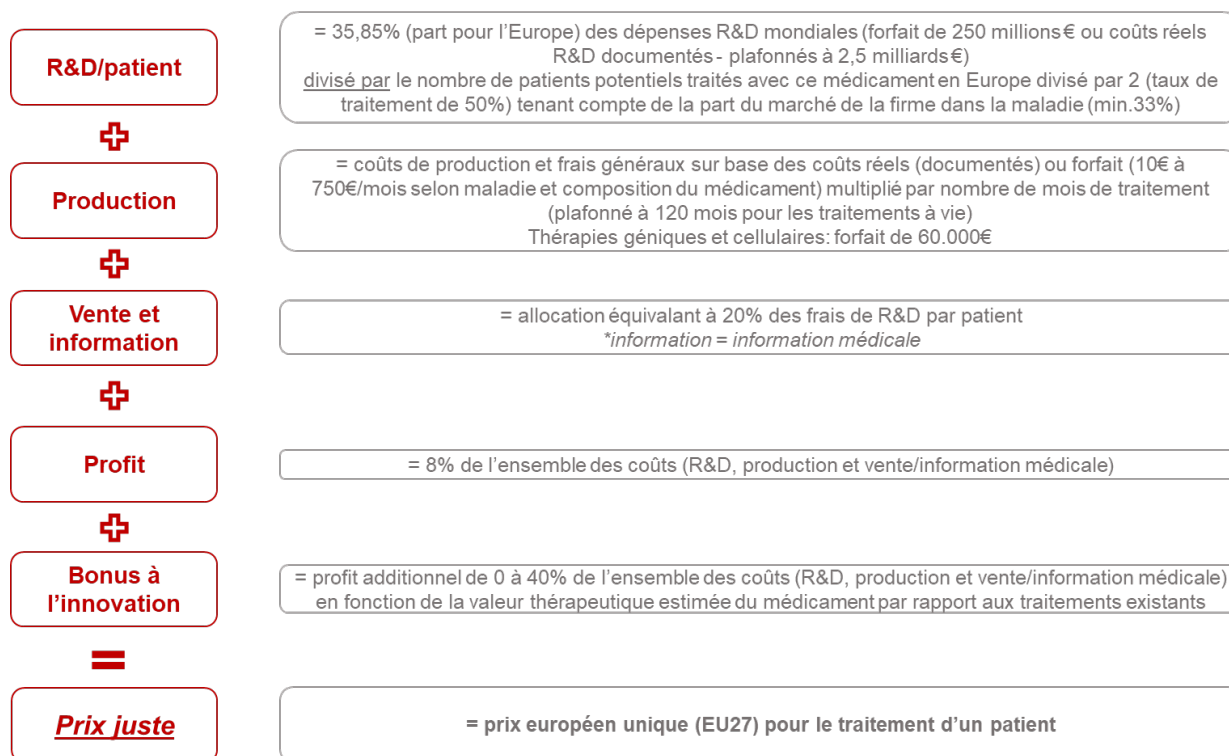 R&D/patient
= 35,85% (part pour l’Europe) des dépenses R&D mondiales (forfait de 250 millions€ ou coûts réels
R&D documentés - plafonnés à 2,5 milliards€)
divisé par le nombre de patients potentiels traités avec ce médicament en Europe divisé par 2 (taux de
traitement de 50%) tenant compte de la part du marché de la firme dans la maladie (min.33%)
Production
= coûts de production et frais généraux sur base des coûts réels (documentés) ou forfait (10€ à
750€/mois selon maladie et composition du médicament) multiplié par nombre de mois de traitement
(plafonné à 120 mois pour les traitements à vie)
Thérapies géniques et cellulaires: forfait de 60.000€
Vente et
information
= allocation équivalant à 20% des frais de R&D par patient
*information = information médicale
Profit
= 8% de l’ensemble des coûts (R&D, production et vente/information médicale)
Bonus à
l’innovation
= profit additionnel de 0 à 40% de l’ensemble des coûts (R&D, production et vente/information médicale)
en fonction de la valeur thérapeutique estimée du médicament par rapport aux traitements existants
Prix juste
= prix européen unique (EU27) pour le traitement d’un patient